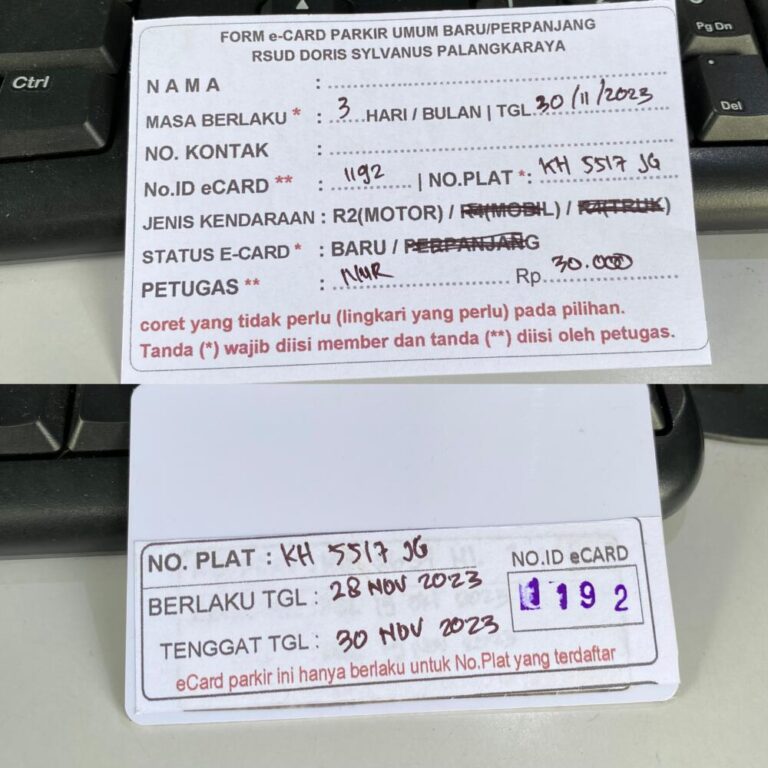 Ctrl
Pg Dn
Del
FORM e-CARD PARKIR UMUM BARU/PERPANJANG
RSUD DORIS SYLVANUS PALANGKARAYA
NAMA :
MASA BERLAKU * : 3 HARI / BULAN | TGL 30/11/2023
NO. KONTAK :
No.ID eCARD ** : 1192 | NO.PLAT *: KH 5517 JG
JENIS KENDARAAN : R2(MOTOR) / R4(MOBIL) / R4(TRUK)
STATUS E-CARD * : BARU / PERPANJANG
PETUGAS ** : NUR Rp 30.000
coret yang tidak perlu (lingkari yang perlu) pada pilihan.
Tanda (*) wajib diisi member dan tanda (**) diisi oleh petugas.
NO. PLAT : KH 5517 JG
NO.ID eCARD
BERLAKU TGL : 28 NOV 2023
1192
TENGGAT TGL : 30 NOV 2023
eCard parkir ini hanya berlaku untuk No.Plat yang terdaftar